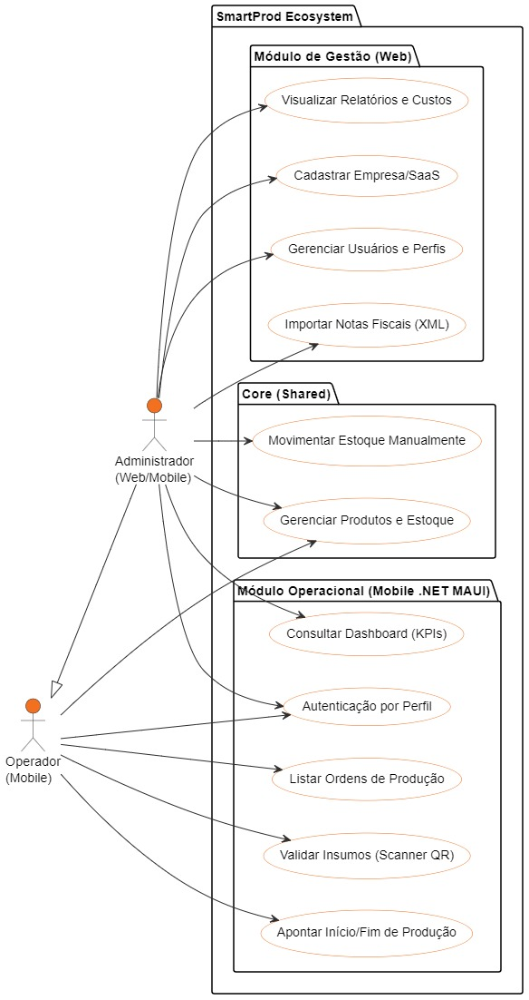 SmartProd Ecosystem
Módulo de Gestão (Web)
Visualizar Relatórios e Custos
Cadastrar Empresa/SaaS
Gerenciar Usuários e Perfis
Importar Notas Fiscais (XML)
Core (Shared)
Movimentar Estoque Manualmente
Administrador
(Web/Mobile)
Gerenciar Produtos e Estoque
Módulo Operacional (Mobile .NET MAUI)
Consultar Dashboard (KPIs)
Autenticação por Perfil
Operador
(Mobile)
Listar Ordens de Produção
Validar Insumos (Scanner QR)
Apontar Início/Fim de Produção